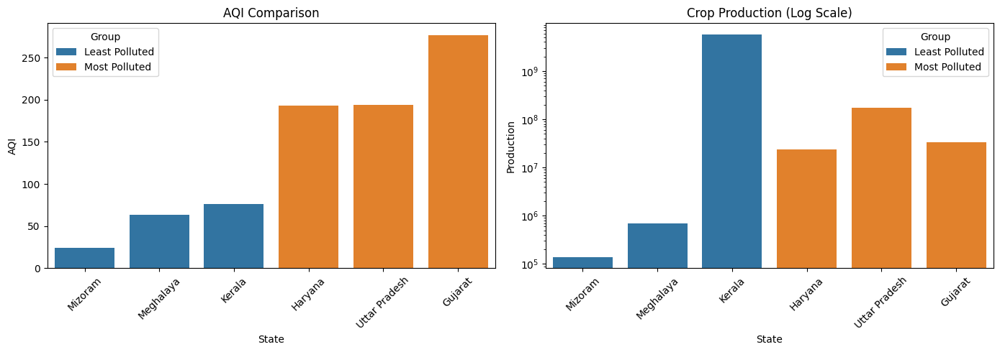 AQI Comparison
Group
Least Polluted
Most Polluted
AQI
250
200
150
100
50
0
Mizoram
Meghalaya
Kerala
Haryana
Uttar Pradesh
Gujarat
State
Crop Production (Log Scale)
Group
Least Polluted
Most Polluted
Production
10⁹
10⁸
10⁷
10⁶
10⁵
Mizoram
Meghalaya
Kerala
Haryana
Uttar Pradesh
Gujarat
State